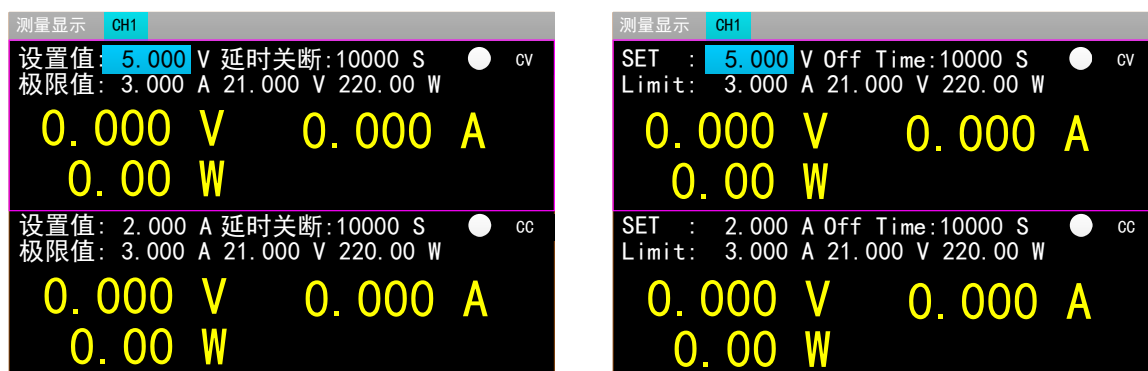 测量显示 CH1
设置值: 5.000 V 延时关断:10000 S CV
极限值: 3.000 A 21.000 V 220.00 W
0.000 V 0.000 A
0.00 W
设置值: 2.000 A 延时关断:10000 S CC
极限值: 3.000 A 21.000 V 220.00 W
0.000 V 0.000 A
0.00 W
测量显示 CH1
SET : 5.000 V Off Time:10000 S CV
Limit: 3.000 A 21.000 V 220.00 W
0.000 V 0.000 A
0.00 W
SET : 2.000 A Off Time:10000 S CC
Limit: 3.000 A 21.000 V 220.00 W
0.000 V 0.000 A
0.00 W